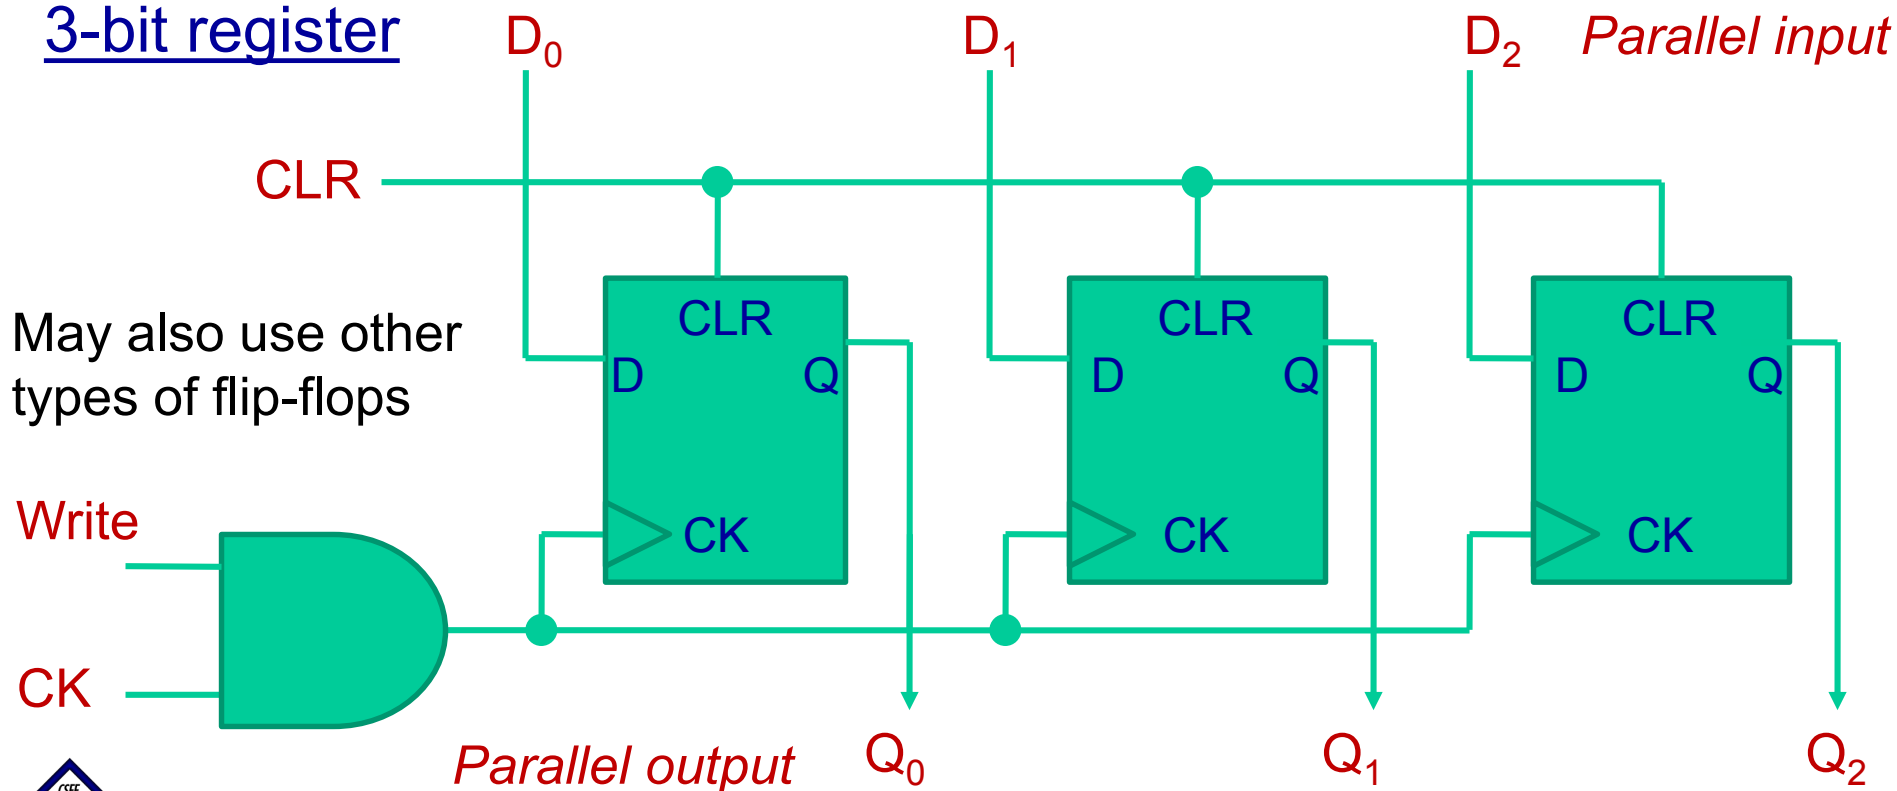 3-bit register
D₀
D₁
D₂
Parallel input
CLR
CLR
CLR
CLR
May also use other
types of flip-flops
D
Q
D
Q
D
Q
Write
CK
CK
CK
CK
Parallel output
Q₀
Q₁
Q₂
CSEE